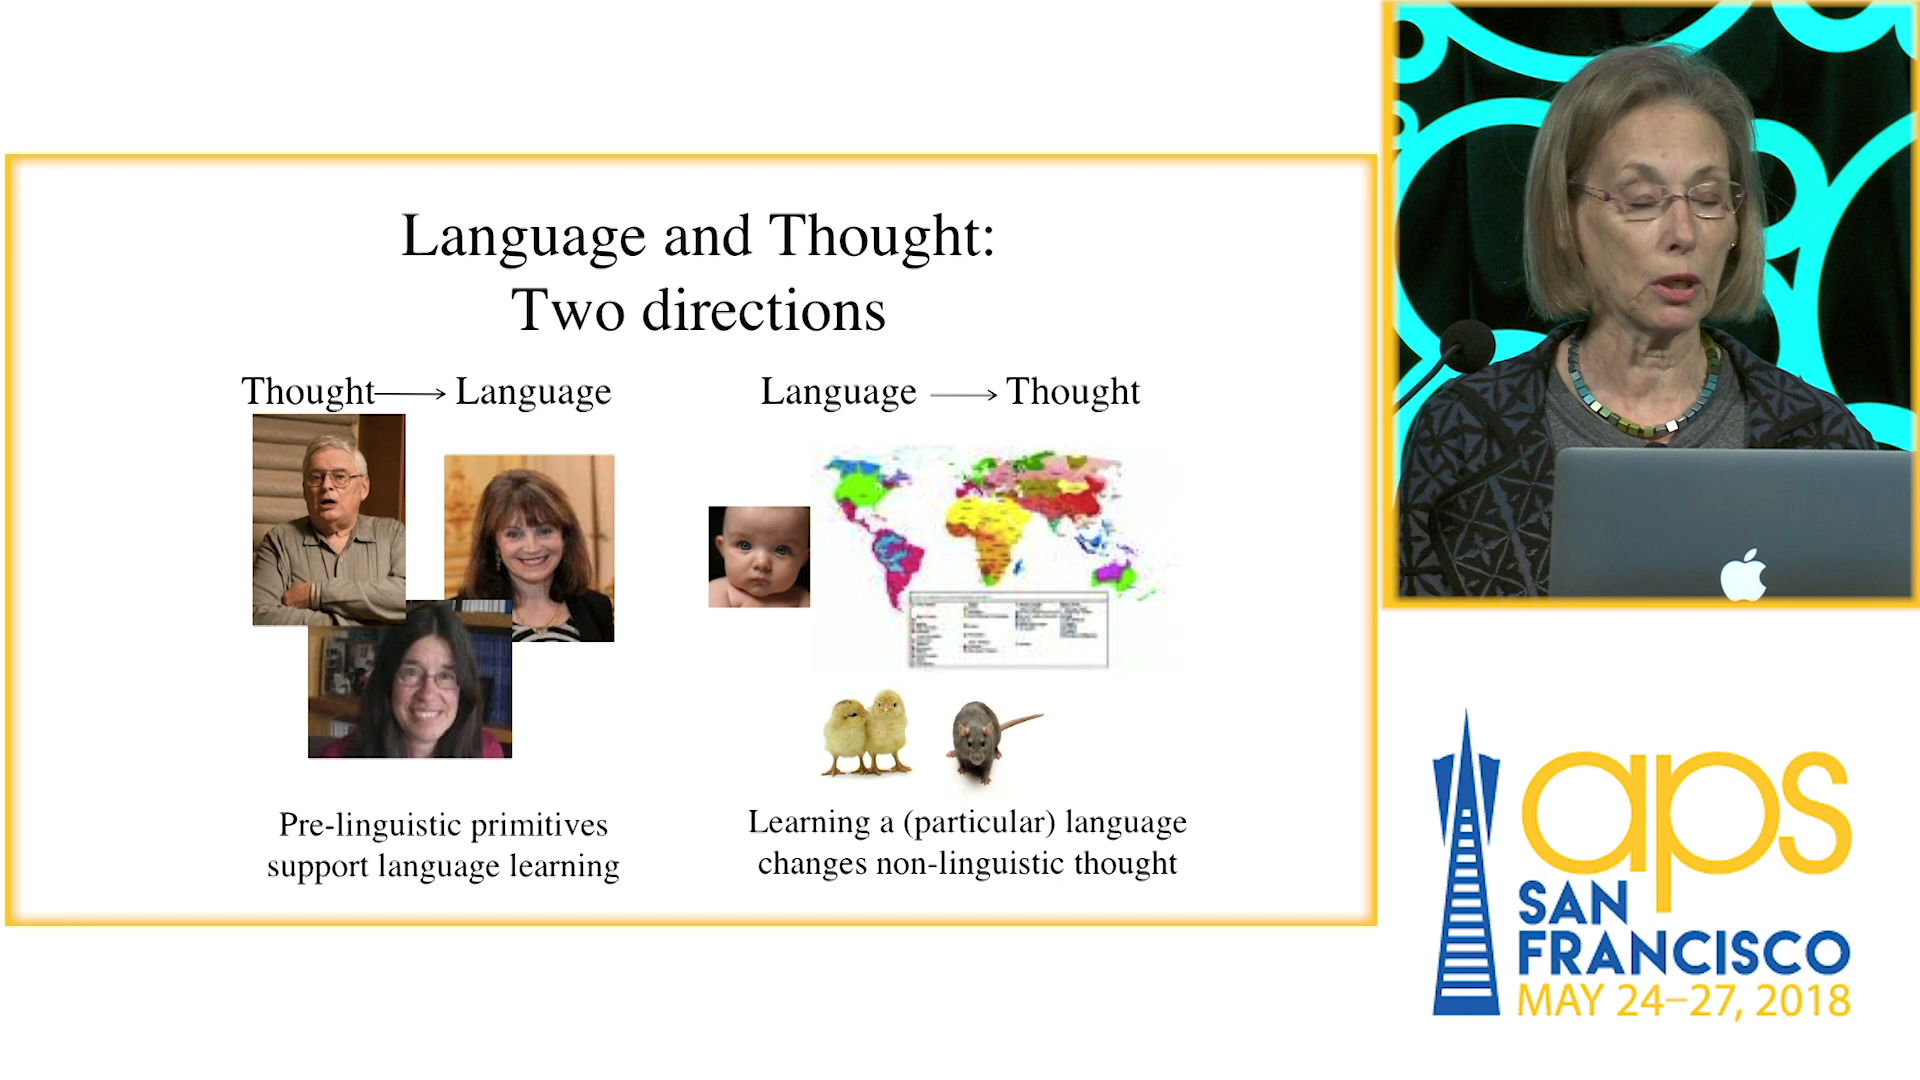 Language and Thought:
Two directions
Thought → Language
Language → Thought
Pre-linguistic primitives
support language learning
Learning a (particular) language
changes non-linguistic thought
aps
SAN
FRANCISCO
MAY 24–27, 2018